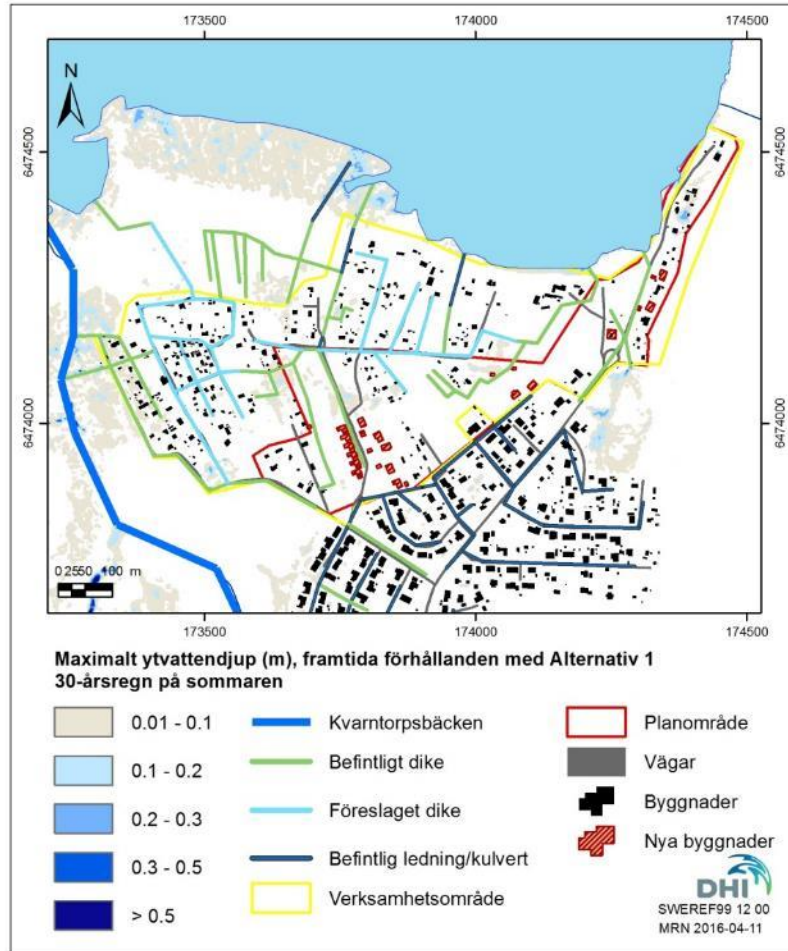 173500 174000 174500
N
6474500 6474500
6474000 6474000
0 25 50 100 m
173500 174000 174500
Maximalt ytvattendjup (m), framtida förhållanden med Alternativ 1
30-årsregn på sommaren
0.01 - 0.1 Kvarntorpsbäcken Planområde
0.1 - 0.2 Befintligt dike Vägar
0.2 - 0.3 Föreslaget dike Byggnader
0.3 - 0.5 Befintlig ledning/kulvert Nya byggnader
> 0.5 Verksamhetsområde
DHI
SWEREF99 12 00
MRN 2016-04-11